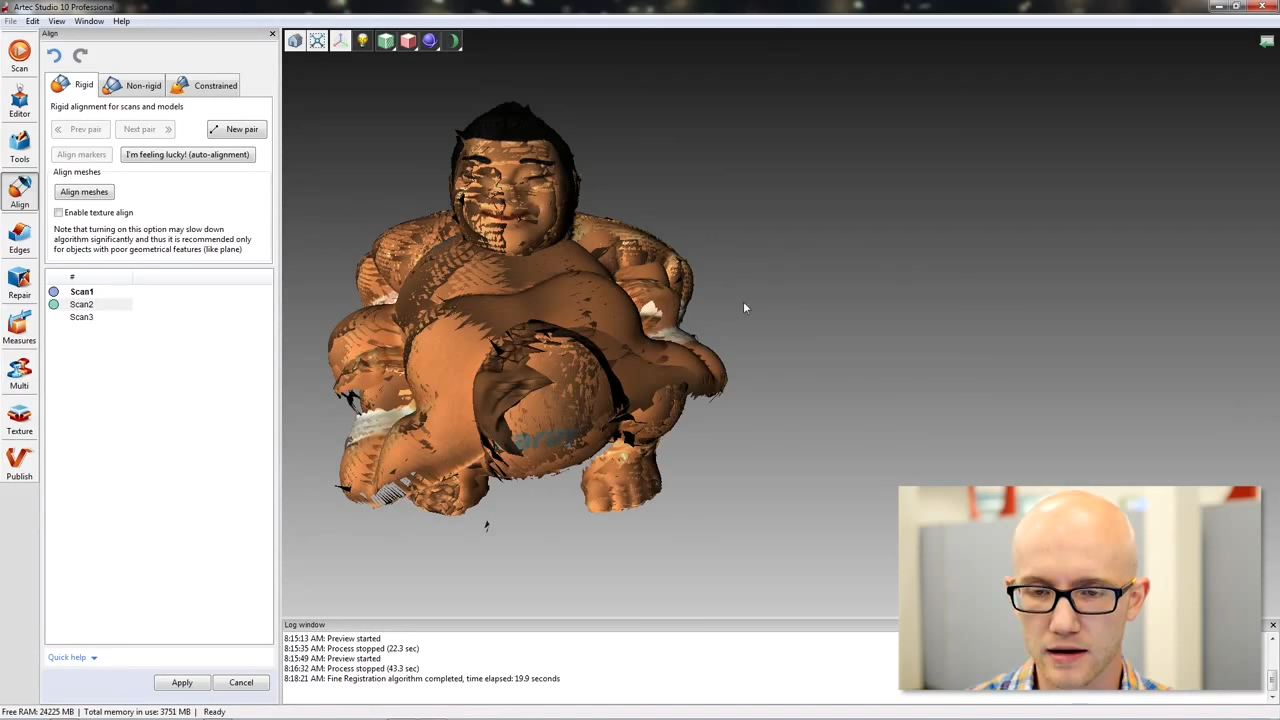 Artec Studio 10 Professional
File Edit View Window Help
Align
Scan
Editor
Tools
Align
Edges
Repair
Measures
Multi
Texture
Publish
Rigid Non-rigid Constrained
Rigid alignment for scans and models
Prev pair Next pair New pair
Align markers I'm feeling lucky! (auto-alignment)
Align meshes
Align meshes
Enable texture align
Note that turning on this option may slow down
algorithm significantly and thus it is recommended only
for objects with poor geometrical features (like plane)
#
Scan1
Scan2
Scan3
Quick help
Apply Cancel
Log window
8:15:13 AM: Preview started
8:15:35 AM: Process stopped (22.3 sec)
8:15:49 AM: Preview started
8:16:32 AM: Process stopped (43.3 sec)
8:18:21 AM: Fine Registration algorithm completed, time elapsed: 19.9 seconds
Free RAM: 24225 MB | Total memory in use: 3751 MB | Ready